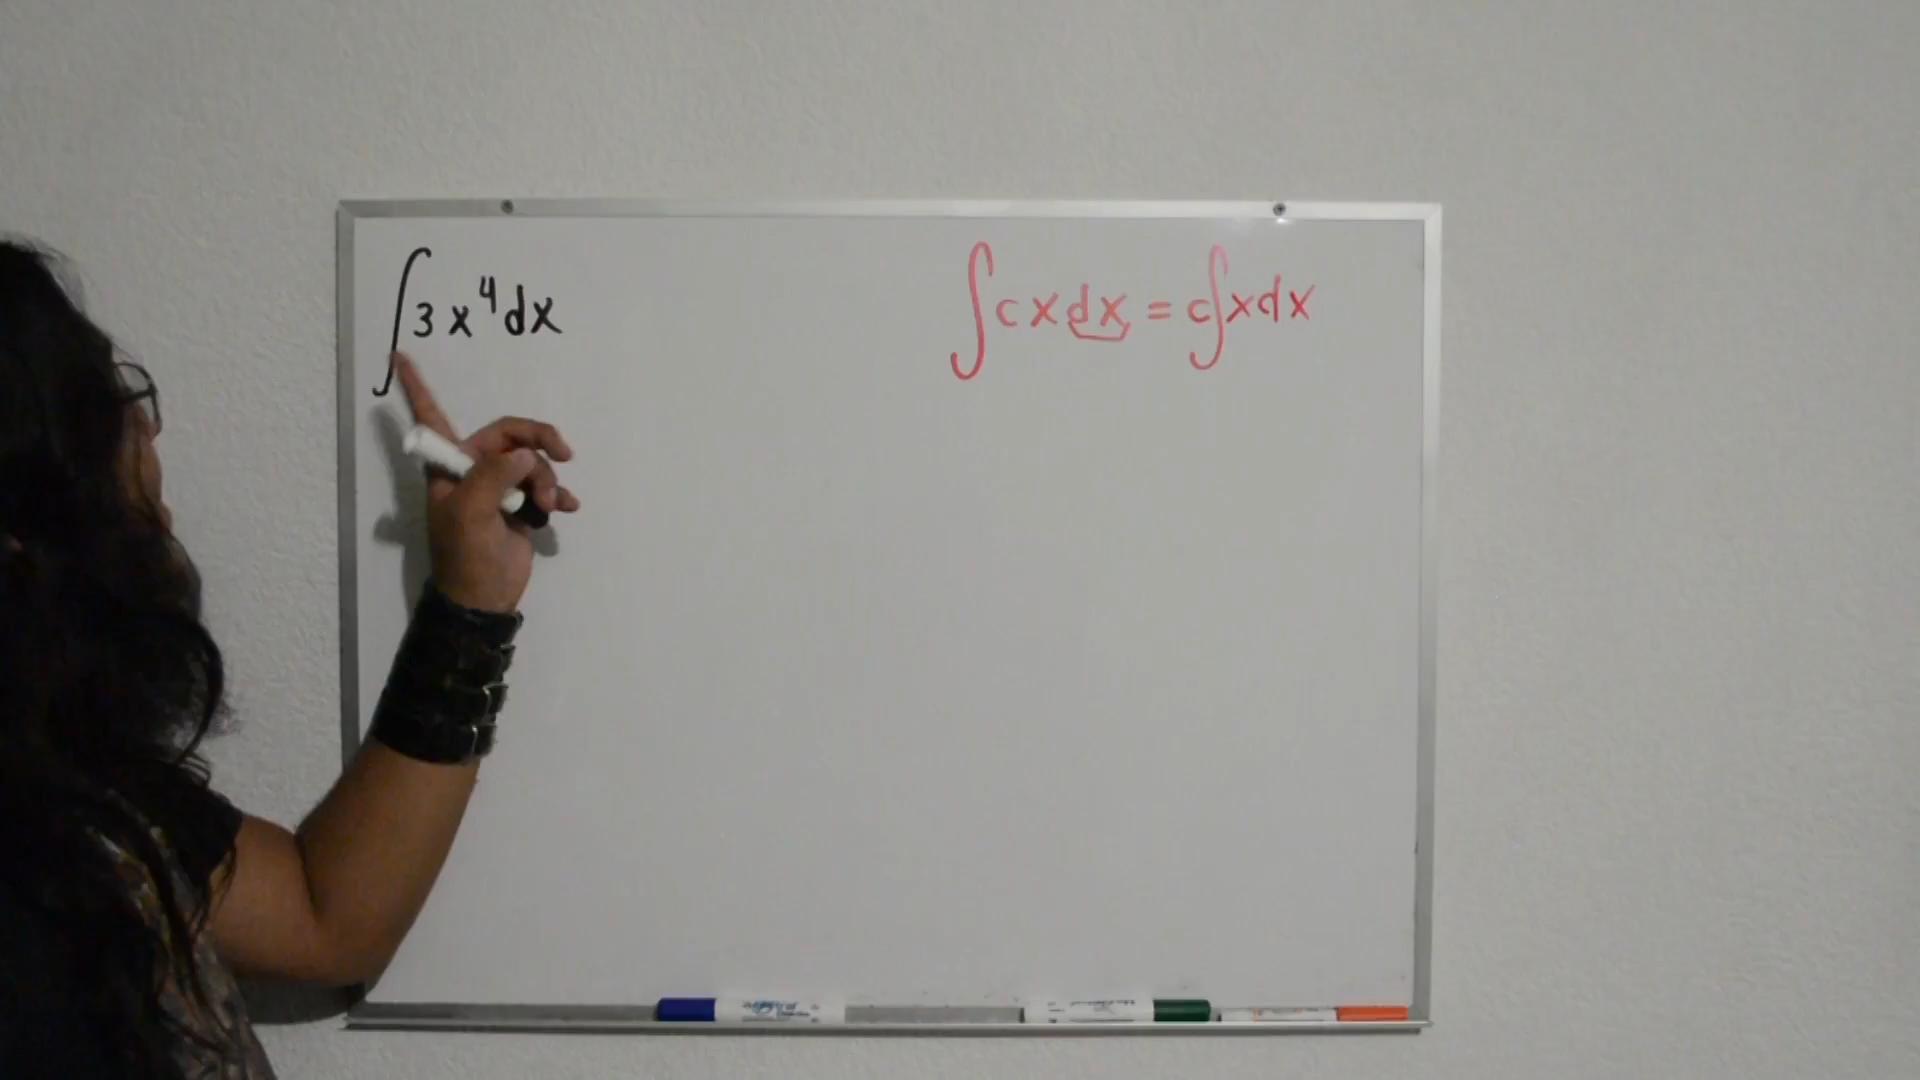 ∫3x⁴dx
∫cxdx = c∫xdx